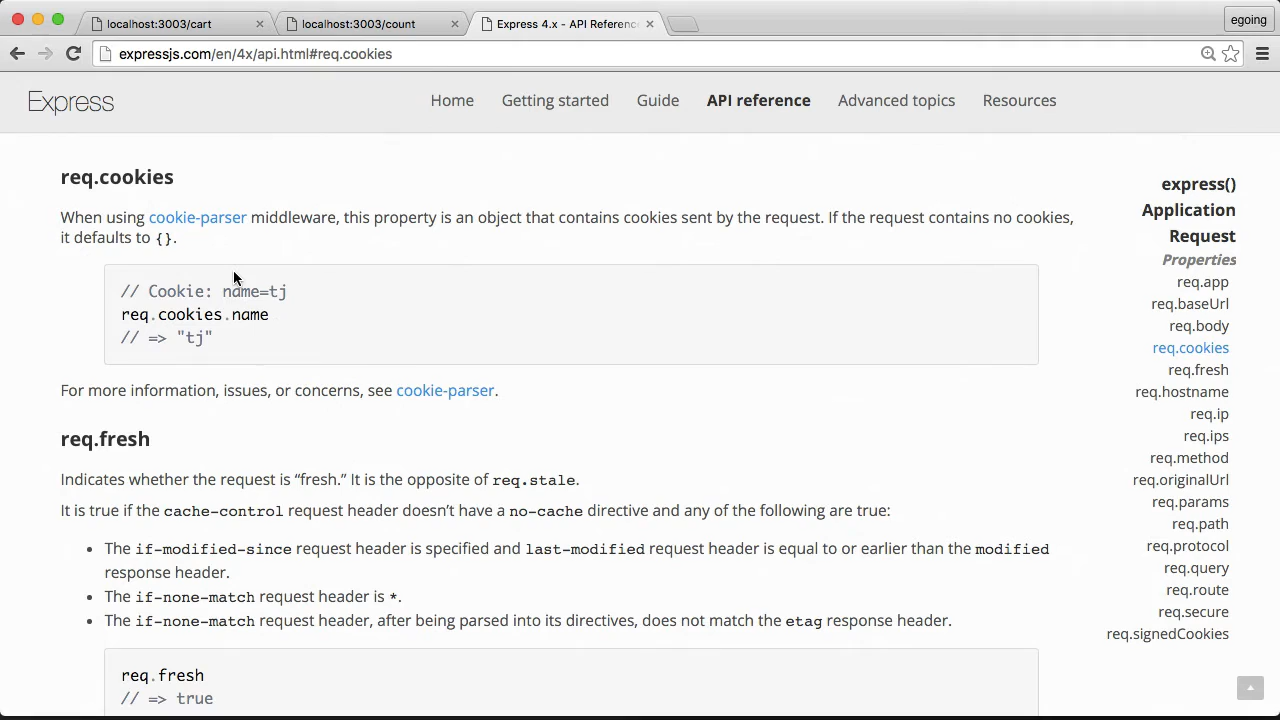 localhost:3003/cart
localhost:3003/count
Express 4.x - API Referenc
egoing
expressjs.com/en/4x/api.html#req.cookies
Express
Home
Getting started
Guide
API reference
Advanced topics
Resources
req.cookies
When using cookie-parser middleware, this property is an object that contains cookies sent by the request. If the request contains no cookies,
it defaults to {}.
// Cookie: name=tj
req.cookies.name
// => "tj"
For more information, issues, or concerns, see cookie-parser.
req.fresh
Indicates whether the request is “fresh.” It is the opposite of req.stale.
It is true if the cache-control request header doesn’t have a no-cache directive and any of the following are true:
• The if-modified-since request header is specified and last-modified request header is equal to or earlier than the modified
response header.
• The if-none-match request header is *.
• The if-none-match request header, after being parsed into its directives, does not match the etag response header.
req.fresh
// => true
express()
Application
Request
Properties
req.app
req.baseUrl
req.body
req.cookies
req.fresh
req.hostname
req.ip
req.ips
req.method
req.originalUrl
req.params
req.path
req.protocol
req.query
req.route
req.secure
req.signedCookies